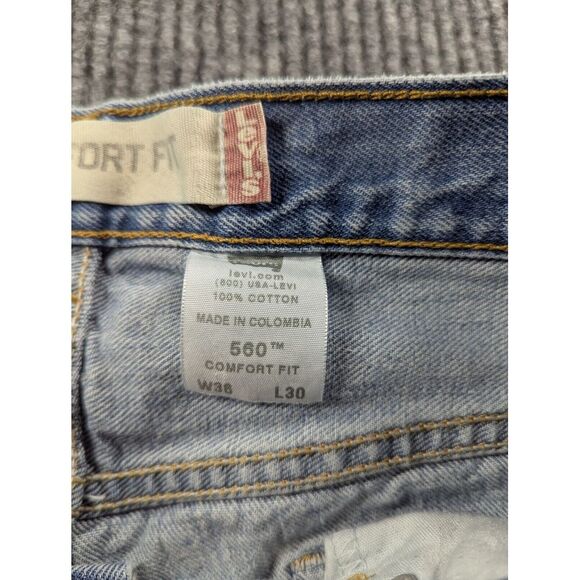 FORT FIT
Levi's
levi.com
(800) USA-LEVI
100% COTTON
MADE IN COLOMBIA
560™
COMFORT FIT
W36 L30